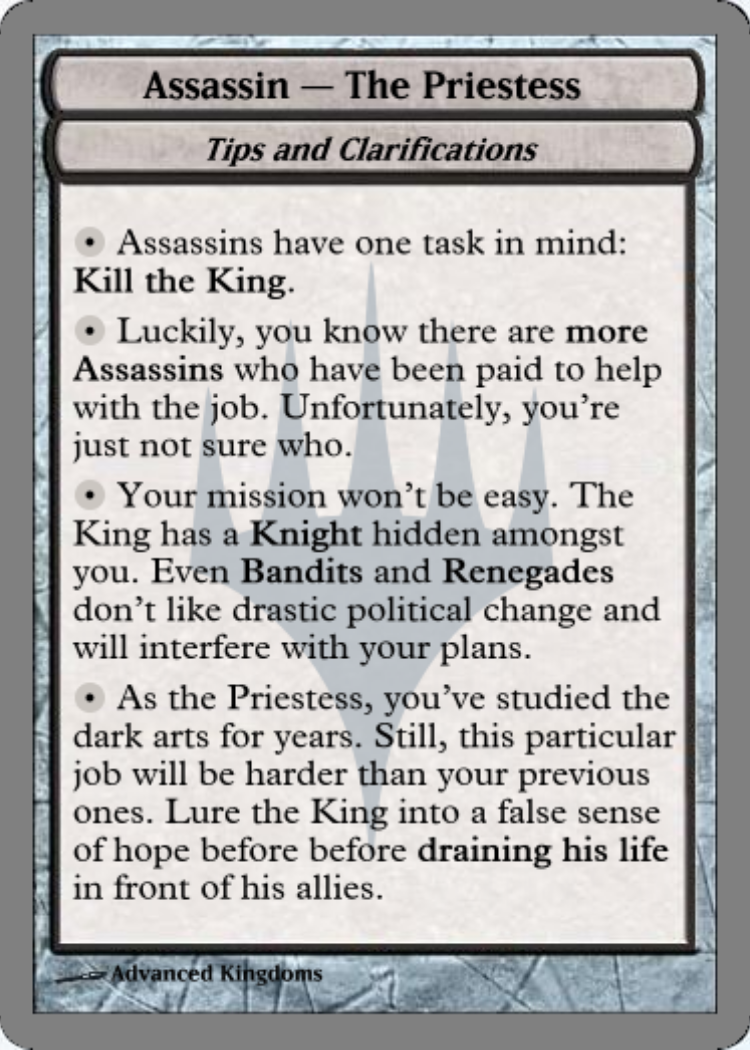 Assassin — The Priestess
Tips and Clarifications
• Assassins have one task in mind:
Kill the King.
• Luckily, you know there are more
Assassins who have been paid to help
with the job. Unfortunately, you're
just not sure who.
• Your mission won't be easy. The
King has a Knight hidden amongst
you. Even Bandits and Renegades
don't like drastic political change and
will interfere with your plans.
• As the Priestess, you've studied the
dark arts for years. Still, this particular
job will be harder than your previous
ones. Lure the King into a false sense
of hope before before draining his life
in front of his allies.
Advanced Kingdoms